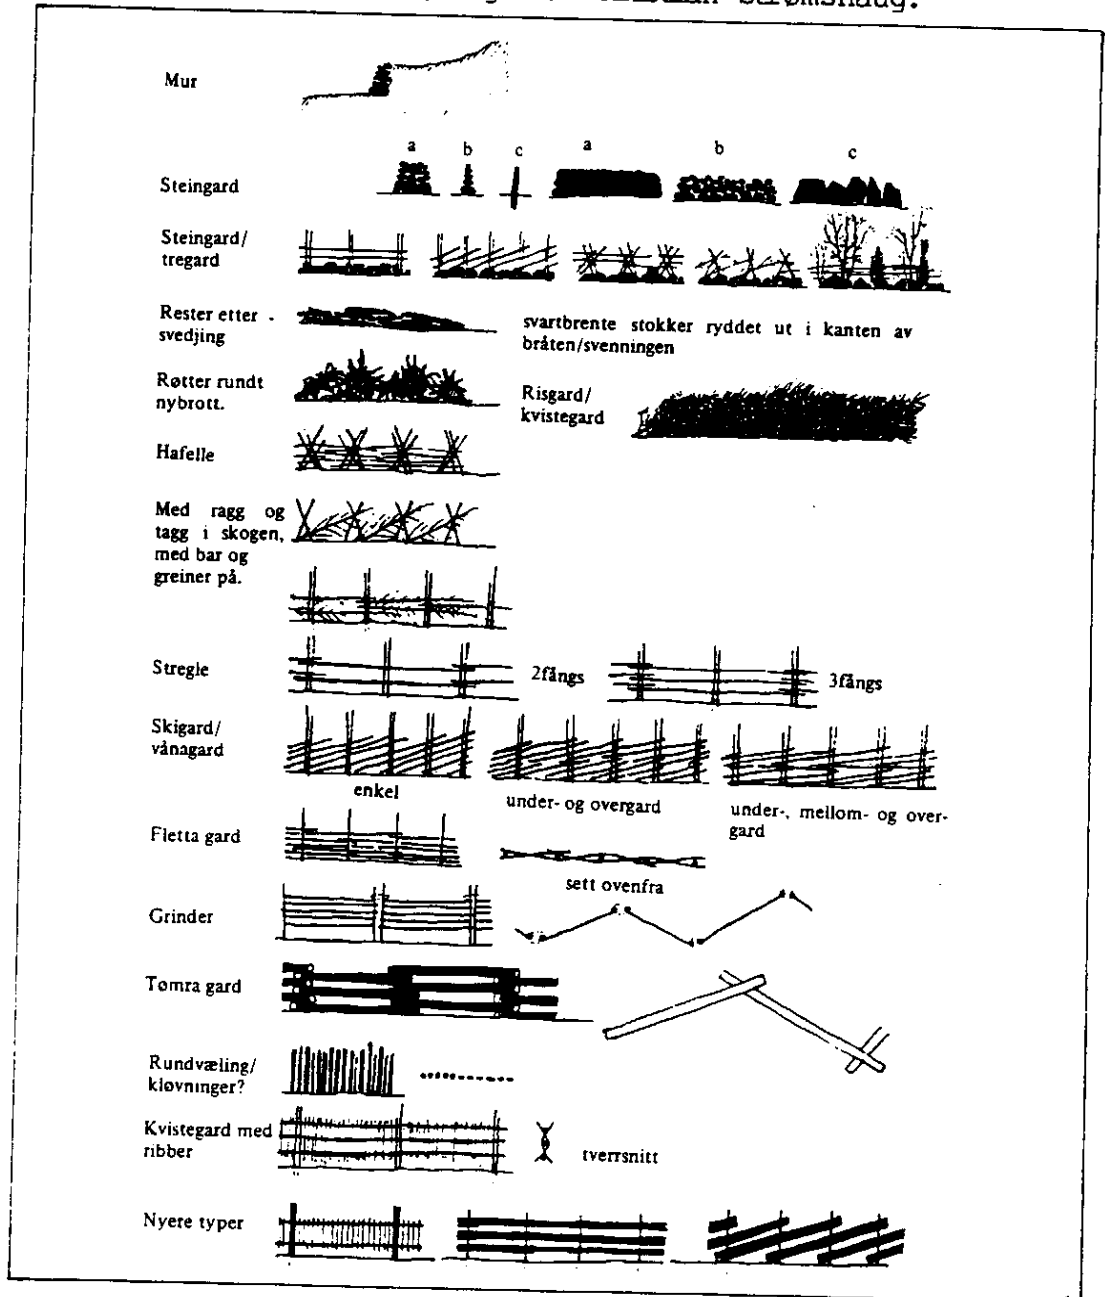 Strømshaug.
Mur
a b c a b c
Steingard
Steingard/
tregard
Rester etter -
svedjing
svartbrente stokker ryddet ut i kanten av
bråten/svenningen
Røtter rundt
nybrott.
Risgard/
kvistegard
Hafelle
Med ragg og
tagg i skogen,
med bar og
greiner på.
Stregle
2fångs
3fångs
Skigard/
vånagard
enkel
under- og overgard
under-, mellom- og over-
gard
Fletta gard
sett ovenfra
Grinder
Tømra gard
Rundvæling/
kløvninger?
Kvistegard med
ribber
tverrsnitt
Nyere typer